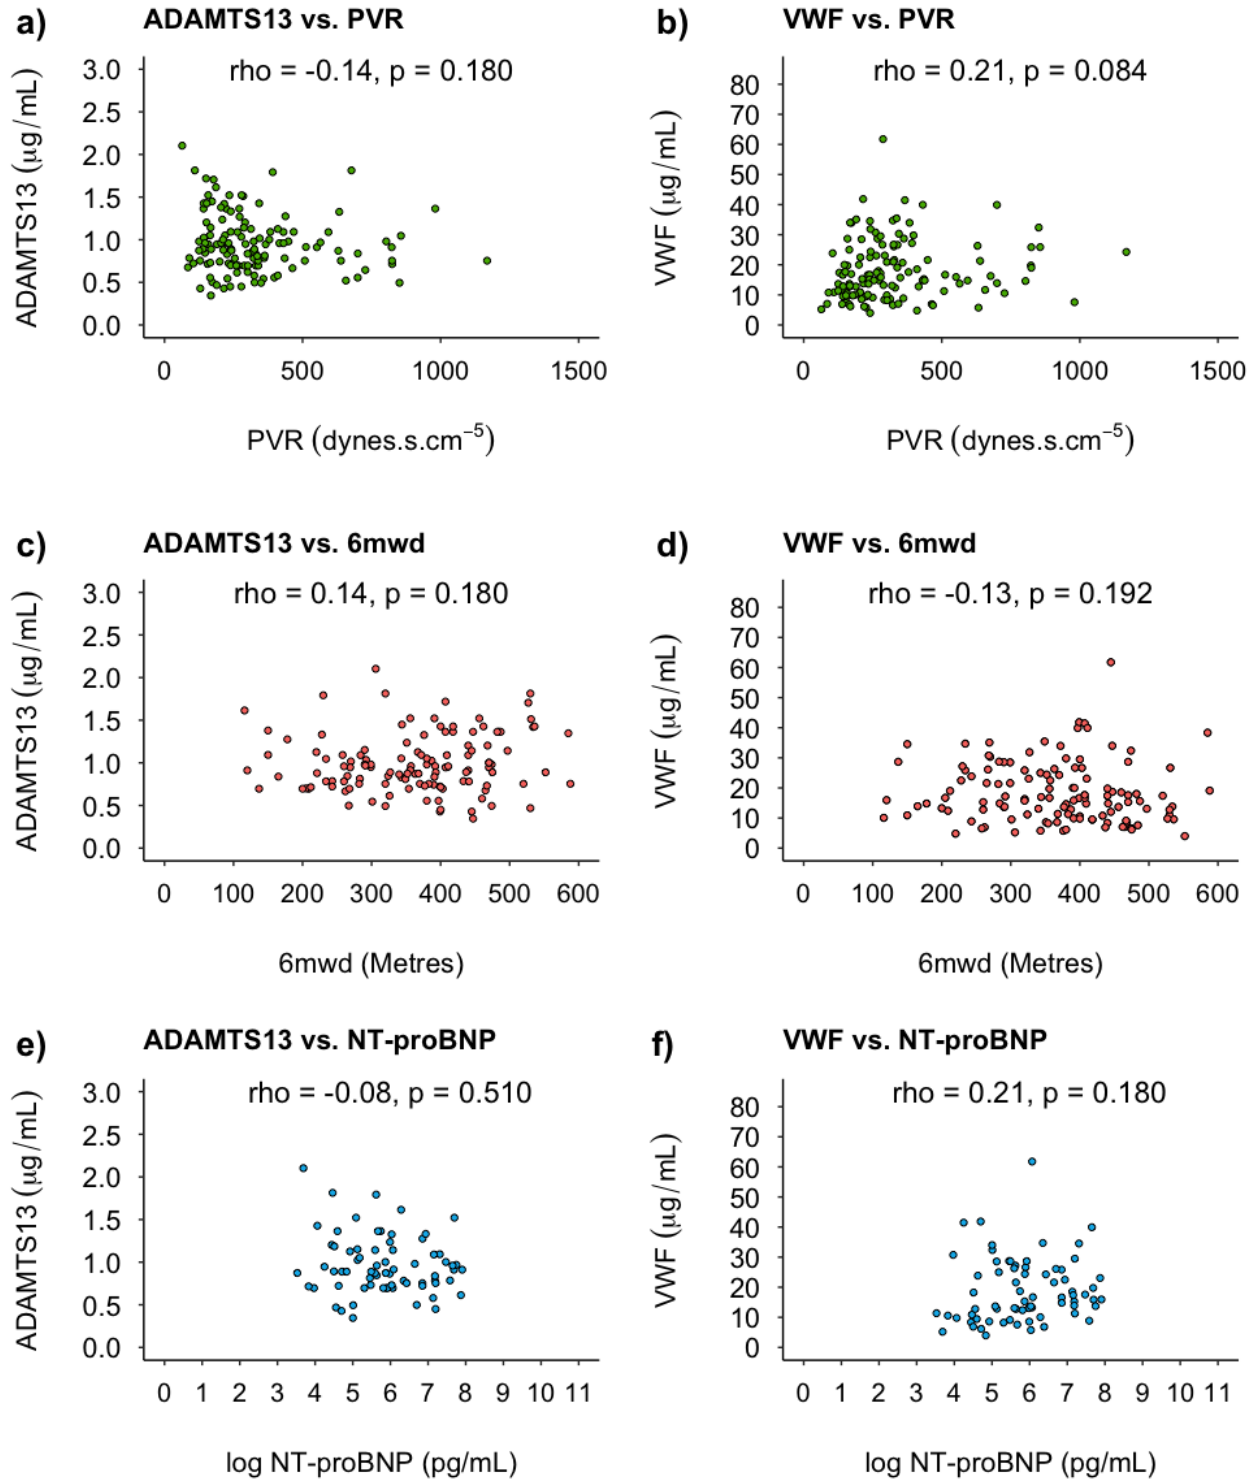 a) ADAMTS13 vs. PVR
rho = -0.14, p = 0.180
ADAMTS13 (μg/mL)
3.0
2.5
2.0
1.5
1.0
0.5
0.0
0 500 1000 1500
PVR (dynes.s.cm⁻⁵)
b) VWF vs. PVR
rho = 0.21, p = 0.084
VWF (μg/mL)
80
70
60
50
40
30
20
10
0
0 500 1000 1500
PVR (dynes.s.cm⁻⁵)
c) ADAMTS13 vs. 6mwd
rho = 0.14, p = 0.180
ADAMTS13 (μg/mL)
3.0
2.5
2.0
1.5
1.0
0.5
0.0
0 100 200 300 400 500 600
6mwd (Metres)
d) VWF vs. 6mwd
rho = -0.13, p = 0.192
VWF (μg/mL)
80
70
60
50
40
30
20
10
0
0 100 200 300 400 500 600
6mwd (Metres)
e) ADAMTS13 vs. NT-proBNP
rho = -0.08, p = 0.510
ADAMTS13 (μg/mL)
3.0
2.5
2.0
1.5
1.0
0.5
0.0
0 1 2 3 4 5 6 7 8 9 10 11
log NT-proBNP (pg/mL)
f) VWF vs. NT-proBNP
rho = 0.21, p = 0.180
VWF (μg/mL)
80
70
60
50
40
30
20
10
0
0 1 2 3 4 5 6 7 8 9 10 11
log NT-proBNP (pg/mL)